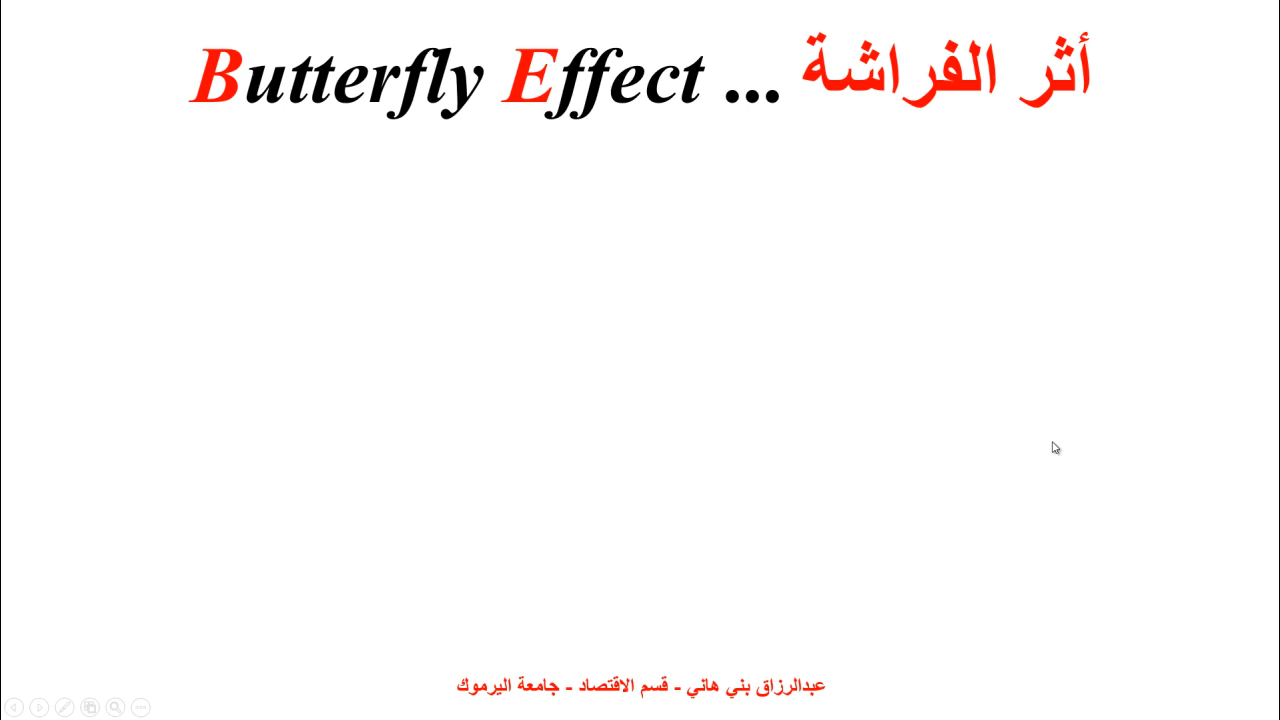 Butterfly Effect ... أثر الفراشة
عبدالرزاق بني هاني - قسم الاقتصاد - جامعة اليرموك